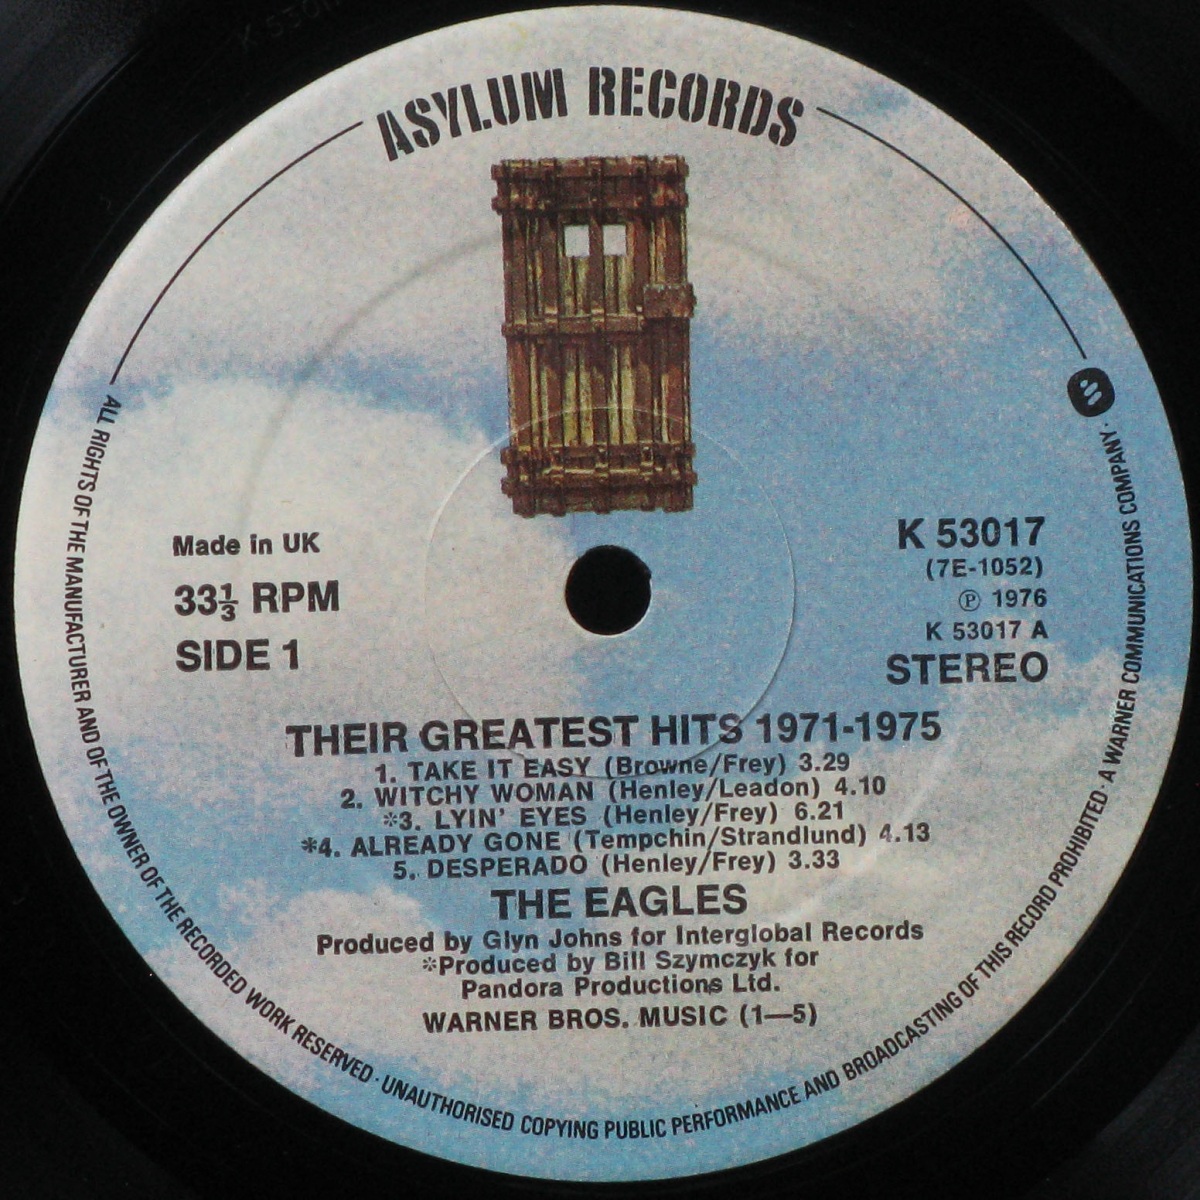 ASYLUM RECORDS
Made in UK
33⅓ RPM
SIDE 1
K 53017
(7E-1052)
Ⓟ 1976
K 53017 A
STEREO
THEIR GREATEST HITS 1971-1975
1. TAKE IT EASY (Browne/Frey) 3.29
2. WITCHY WOMAN (Henley/Leadon) 4.10
*3. LYIN' EYES (Henley/Frey) 6.21
*4. ALREADY GONE (Tempchin/Strandlund) 4.13
5. DESPERADO (Henley/Frey) 3.33
THE EAGLES
Produced by Glyn Johns for Interglobal Records
*Produced by Bill Szymczyk for
Pandora Productions Ltd.
WARNER BROS. MUSIC (1—5)
ALL RIGHTS OF THE MANUFACTURER AND OF THE OWNER OF THE RECORDED WORK RESERVED · UNAUTHORISED COPYING PUBLIC PERFORMANCE AND BROADCASTING OF THIS RECORD PROHIBITED · A WARNER COMMUNICATIONS COMPANY ·